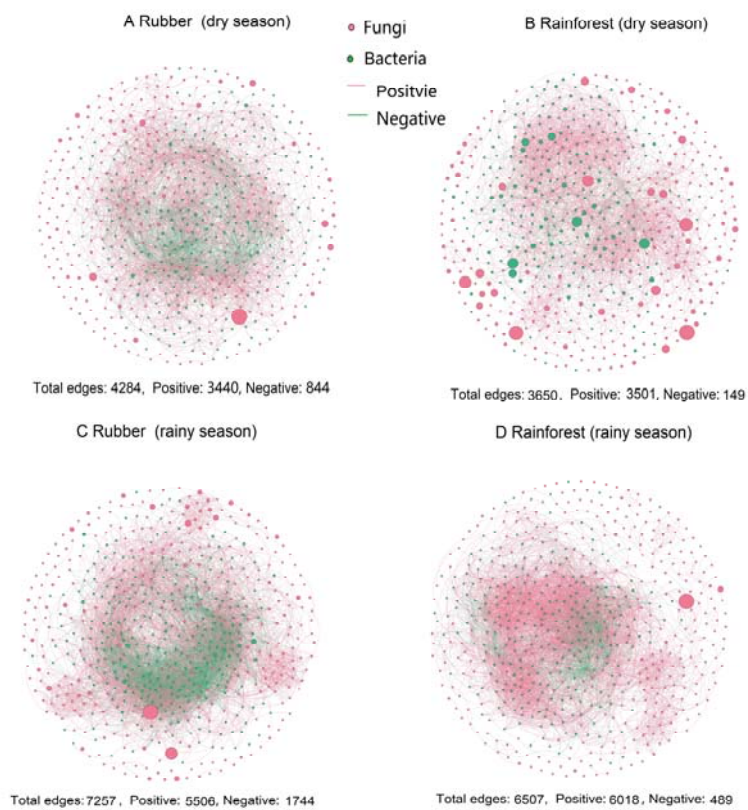 A Rubber (dry season)
B Rainforest (dry season)
Fungi
Bacteria
Positvie
Negative
Total edges: 4284, Positive: 3440, Negative: 844
Total edges: 3650, Positive: 3501, Negative: 149
C Rubber (rainy season)
D Rainforest (rainy season)
Total edges: 7257, Positive: 5506, Negative: 1744
Total edges: 6507, Positive: 6018, Negative: 489